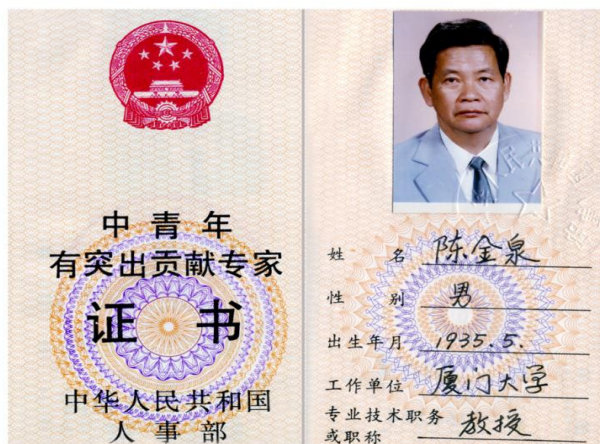 中青年
有突出贡献专家
证书
中华人民共和国
人事部
姓名 陈金泉
性别 男
出生年月 1935.5.
工作单位 厦门大学
专业技术职务
或职称 教授